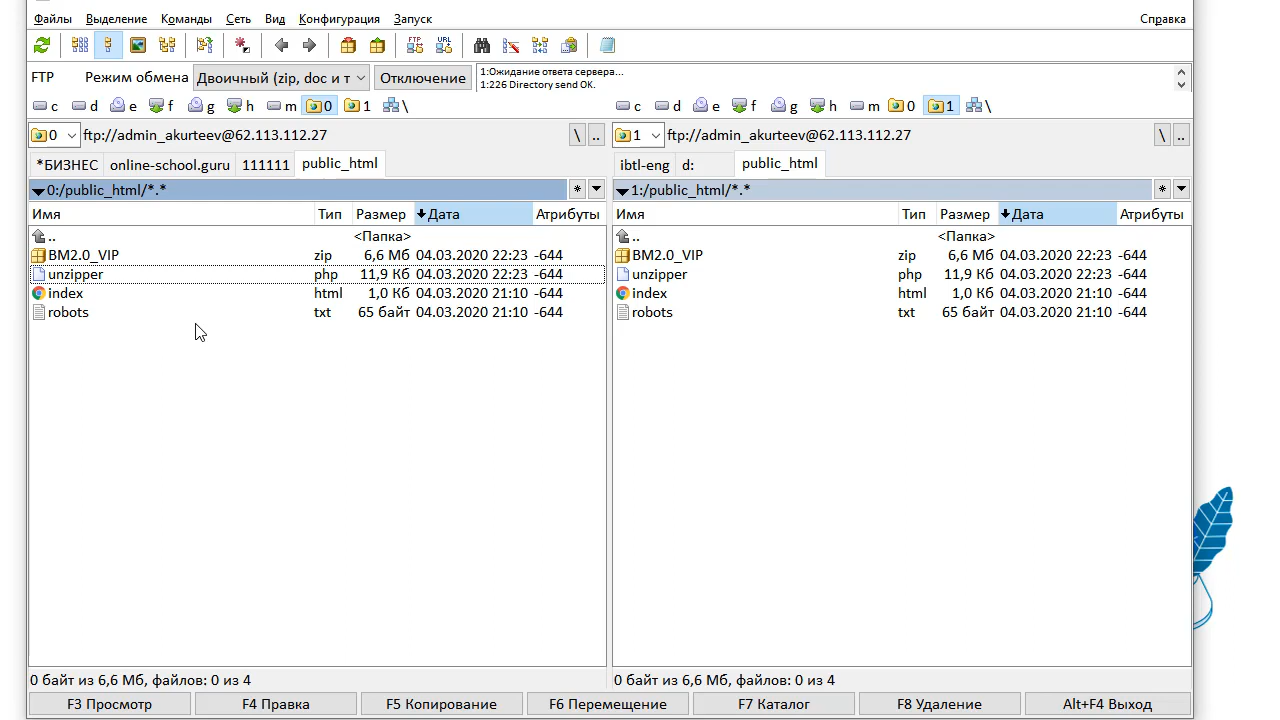 Файлы Выделение Команды Сеть Вид Конфигурация Запуск Справка
FTP
URL
FTP Режим обмена Двоичный (zip, doc и т Отключение
1:Ожидание ответа сервера...
1:226 Directory send OK.
c d e f g h m 0 1 \
c d e f g h m 0 1 \
0 ftp://admin_akurteev@62.113.112.27 \ ..
1 ftp://admin_akurteev@62.113.112.27 \ ..
*БИЗНЕС online-school.guru 111111 public_html
ibtl-eng d: public_html
0:/public_html/*.* *
1:/public_html/*.* *
Имя Тип Размер Дата Атрибуты
.. <Папка>
BM2.0_VIP zip 6,6 Мб 04.03.2020 22:23 -644
unzipper php 11,9 Кб 04.03.2020 22:23 -644
index html 1,0 Кб 04.03.2020 21:10 -644
robots txt 65 байт 04.03.2020 21:10 -644
Имя Тип Размер Дата Атрибуты
.. <Папка>
BM2.0_VIP zip 6,6 Мб 04.03.2020 22:23 -644
unzipper php 11,9 Кб 04.03.2020 22:23 -644
index html 1,0 Кб 04.03.2020 21:10 -644
robots txt 65 байт 04.03.2020 21:10 -644
0 байт из 6,6 Мб, файлов: 0 из 4
0 байт из 6,6 Мб, файлов: 0 из 4
F3 Просмотр F4 Правка F5 Копирование F6 Перемещение F7 Каталог F8 Удаление Alt+F4 Выход